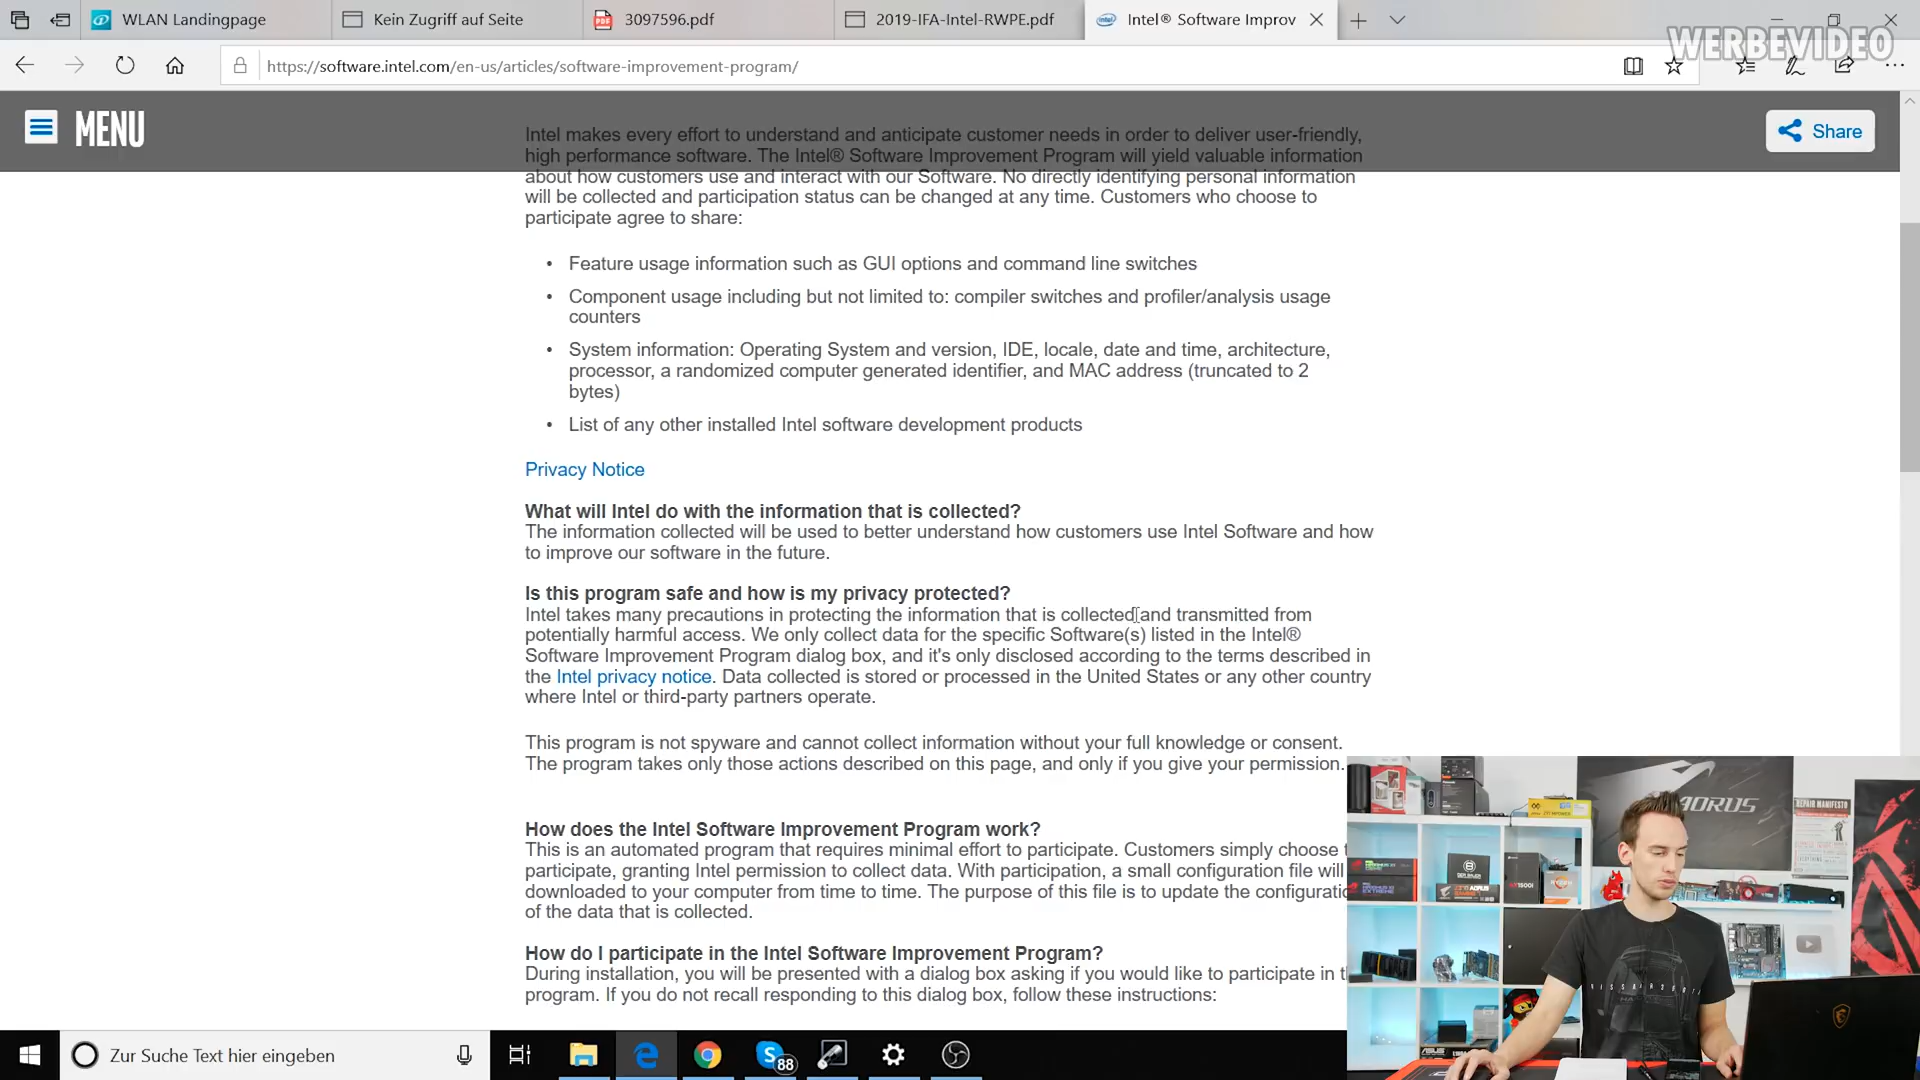 WLAN Landingpage
Kein Zugriff auf Seite
3097596.pdf
2019-IFA-Intel-RWPE.pdf
Intel® Software Improv
WERBEVIDEO
https://software.intel.com/en-us/articles/software-improvement-program/
MENU
Share
Intel makes every effort to understand and anticipate customer needs in order to deliver user-friendly,
high performance software. The Intel® Software Improvement Program will yield valuable information
about how customers use and interact with our Software. No directly identifying personal information
will be collected and participation status can be changed at any time. Customers who choose to
participate agree to share:
• Feature usage information such as GUI options and command line switches
• Component usage including but not limited to: compiler switches and profiler/analysis usage
counters
• System information: Operating System and version, IDE, locale, date and time, architecture,
processor, a randomized computer generated identifier, and MAC address (truncated to 2
bytes)
• List of any other installed Intel software development products
Privacy Notice
What will Intel do with the information that is collected?
The information collected will be used to better understand how customers use Intel Software and how
to improve our software in the future.
Is this program safe and how is my privacy protected?
Intel takes many precautions in protecting the information that is collected and transmitted from
potentially harmful access. We only collect data for the specific Software(s) listed in the Intel®
Software Improvement Program dialog box, and it's only disclosed according to the terms described in
the Intel privacy notice. Data collected is stored or processed in the United States or any other country
where Intel or third-party partners operate.
This program is not spyware and cannot collect information without your full knowledge or consent.
The program takes only those actions described on this page, and only if you give your permission.
How does the Intel Software Improvement Program work?
This is an automated program that requires minimal effort to participate. Customers simply choose t
participate, granting Intel permission to collect data. With participation, a small configuration file will
downloaded to your computer from time to time. The purpose of this file is to update the configuratio
of the data that is collected.
How do I participate in the Intel Software Improvement Program?
During installation, you will be presented with a dialog box asking if you would like to participate in th
program. If you do not recall responding to this dialog box, follow these instructions:
AORUS
REPAIR MANIFESTO
Zur Suche Text hier eingeben
88